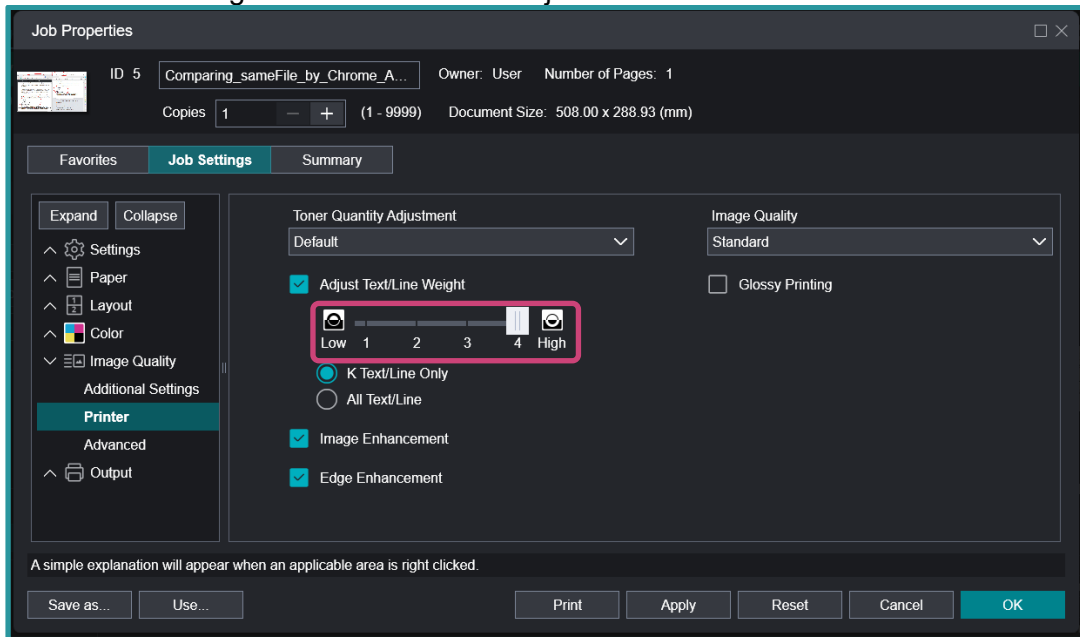 Job Properties
ID 5 Comparing_sameFile_by_Chrome_A... Owner: User Number of Pages: 1
Copies 1 (1 - 9999) Document Size: 508.00 x 288.93 (mm)
Favorites Job Settings Summary
Expand Collapse
Settings
Paper
Layout
Color
Image Quality
Additional Settings
Printer
Advanced
Output
Toner Quantity Adjustment
Default
Adjust Text/Line Weight
Low 1 2 3 4 High
K Text/Line Only
All Text/Line
Image Enhancement
Edge Enhancement
Image Quality
Standard
Glossy Printing
A simple explanation will appear when an applicable area is right clicked.
Save as... Use... Print Apply Reset Cancel OK